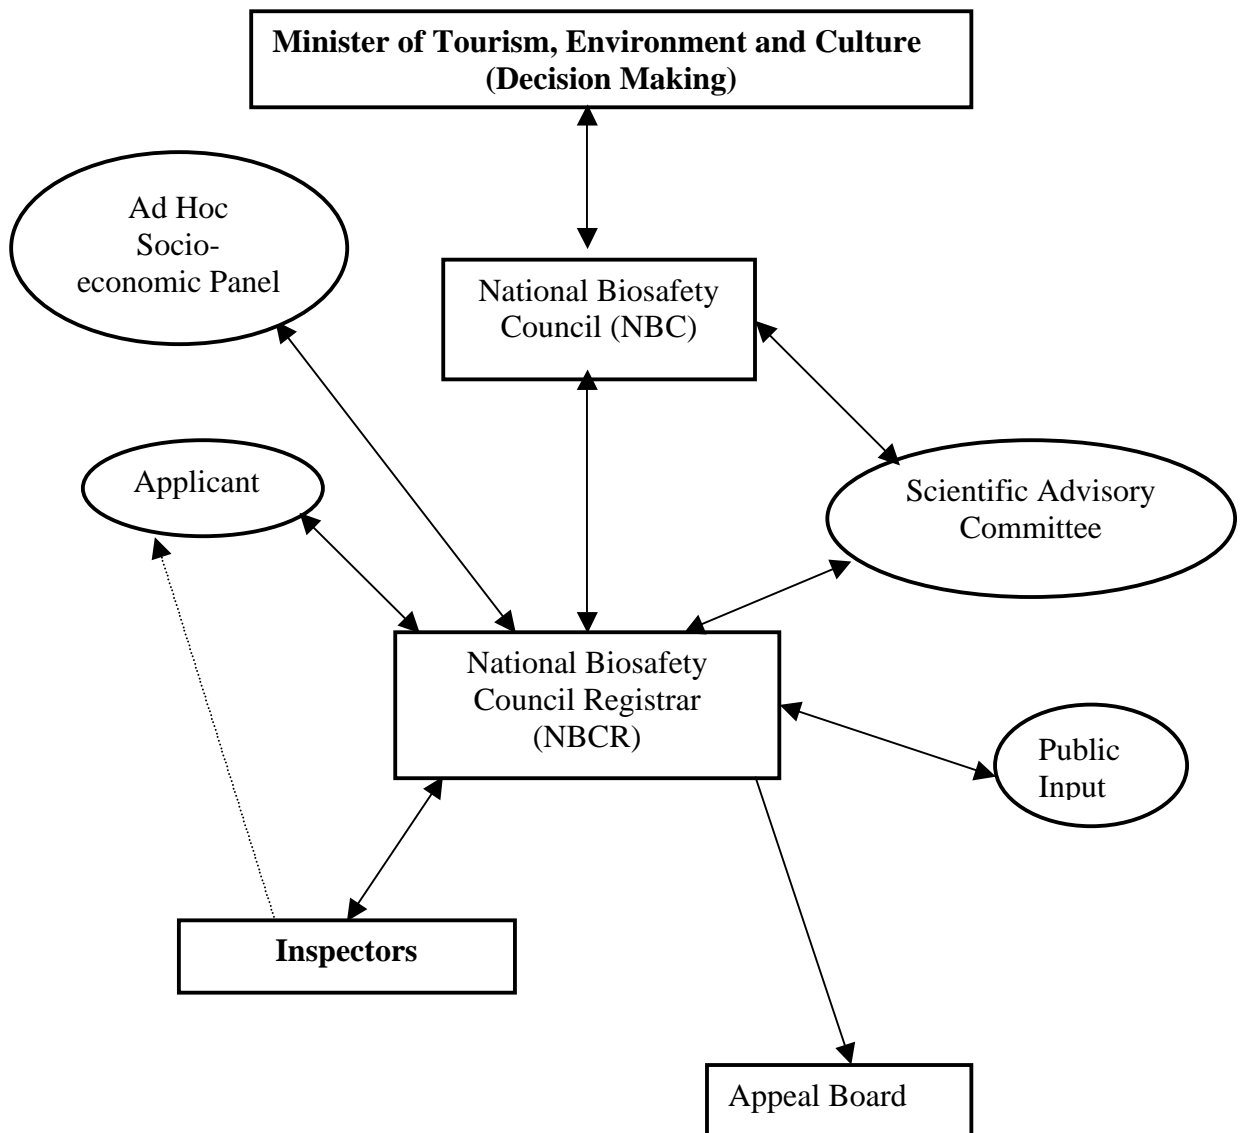 Minister of Tourism, Environment and Culture
(Decision Making)
Ad Hoc
Socio-
economic Panel
National Biosafety
Council (NBC)
Applicant
Scientific Advisory
Committee
National Biosafety
Council Registrar
(NBCR)
Public
Input
Inspectors
Appeal Board